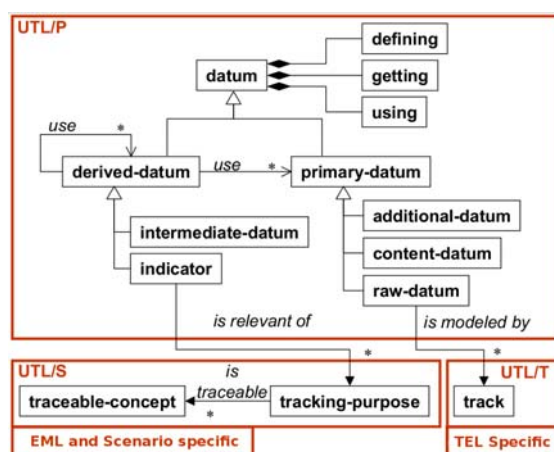 UTL/P
defining
datum
getting
using
use
*
derived-datum
use
*
primary-datum
intermediate-datum
additional-datum
indicator
content-datum
raw-datum
is relevant of
is modeled by
*
*
UTL/S
UTL/T
is
traceable-concept
traceable
*
tracking-purpose
track
EML and Scenario specific
TEL Specific